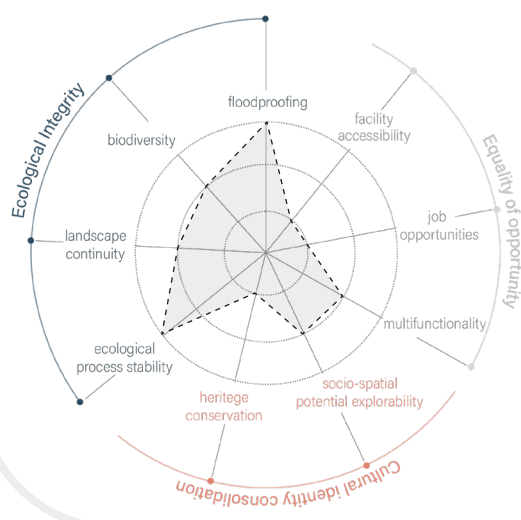 Ecological Integrity
floodproofing
biodiversity
landscape
continuity
ecological
process stability
facility
accessibility
job
opportunities
multifunctionality
Equality of opportunity
heritege
conservation
socio-spatial
potential explorability
Cultural identity consolidation